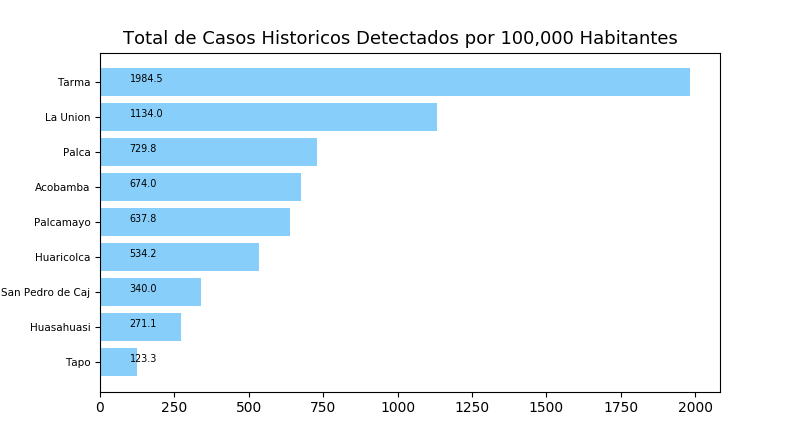 Total de Casos Historicos Detectados por 100,000 Habitantes
Tarma 1984.5
La Union 1134.0
Palca 729.8
Acobamba 674.0
Palcamayo 637.8
Huaricolca 534.2
San Pedro de Caj 340.0
Huasahuasi 271.1
Tapo 123.3
0 250 500 750 1000 1250 1500 1750 2000